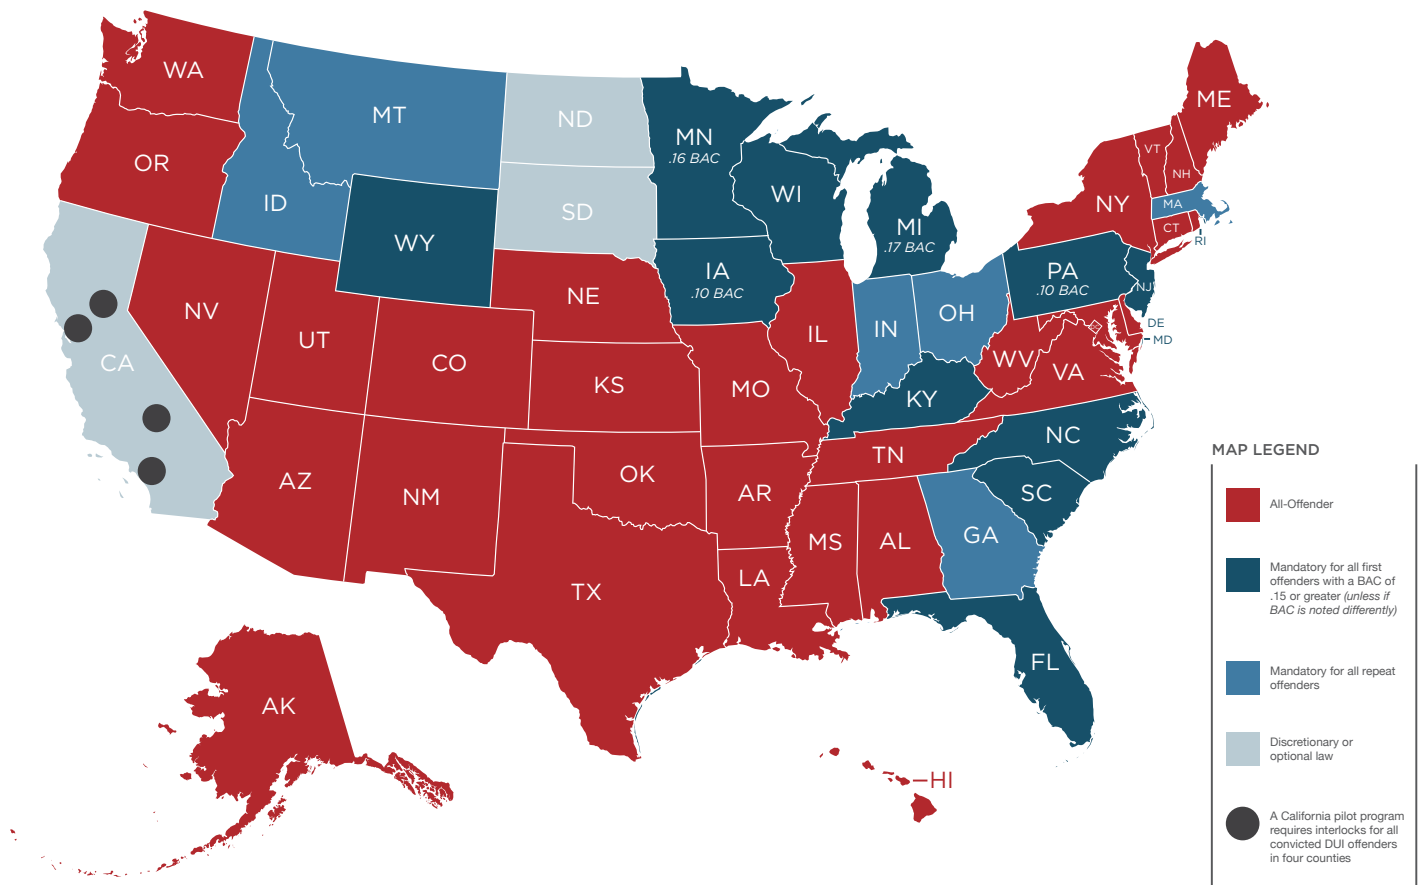 WA
MT
ND
MN
.16 BAC
ME
OR
ID
SD
WI
VT
NH
NY
MA
WY
MI
.17 BAC
CT
RI
IA
.10 BAC
PA
.10 BAC
NJ
NE
NV
UT
CO
IL
IN
OH
DE
MD
CA
KS
MO
WV
VA
KY
NC
TN
AZ
NM
OK
AR
SC
MS
AL
GA
TX
LA
FL
AK
HI
MAP LEGEND
All-Offender
Mandatory for all first
offenders with a BAC of
.15 or greater (unless if
BAC is noted differently)
Mandatory for all repeat
offenders
Discretionary or
optional law
A California pilot program
requires interlocks for all
convicted DUI offenders
in four counties